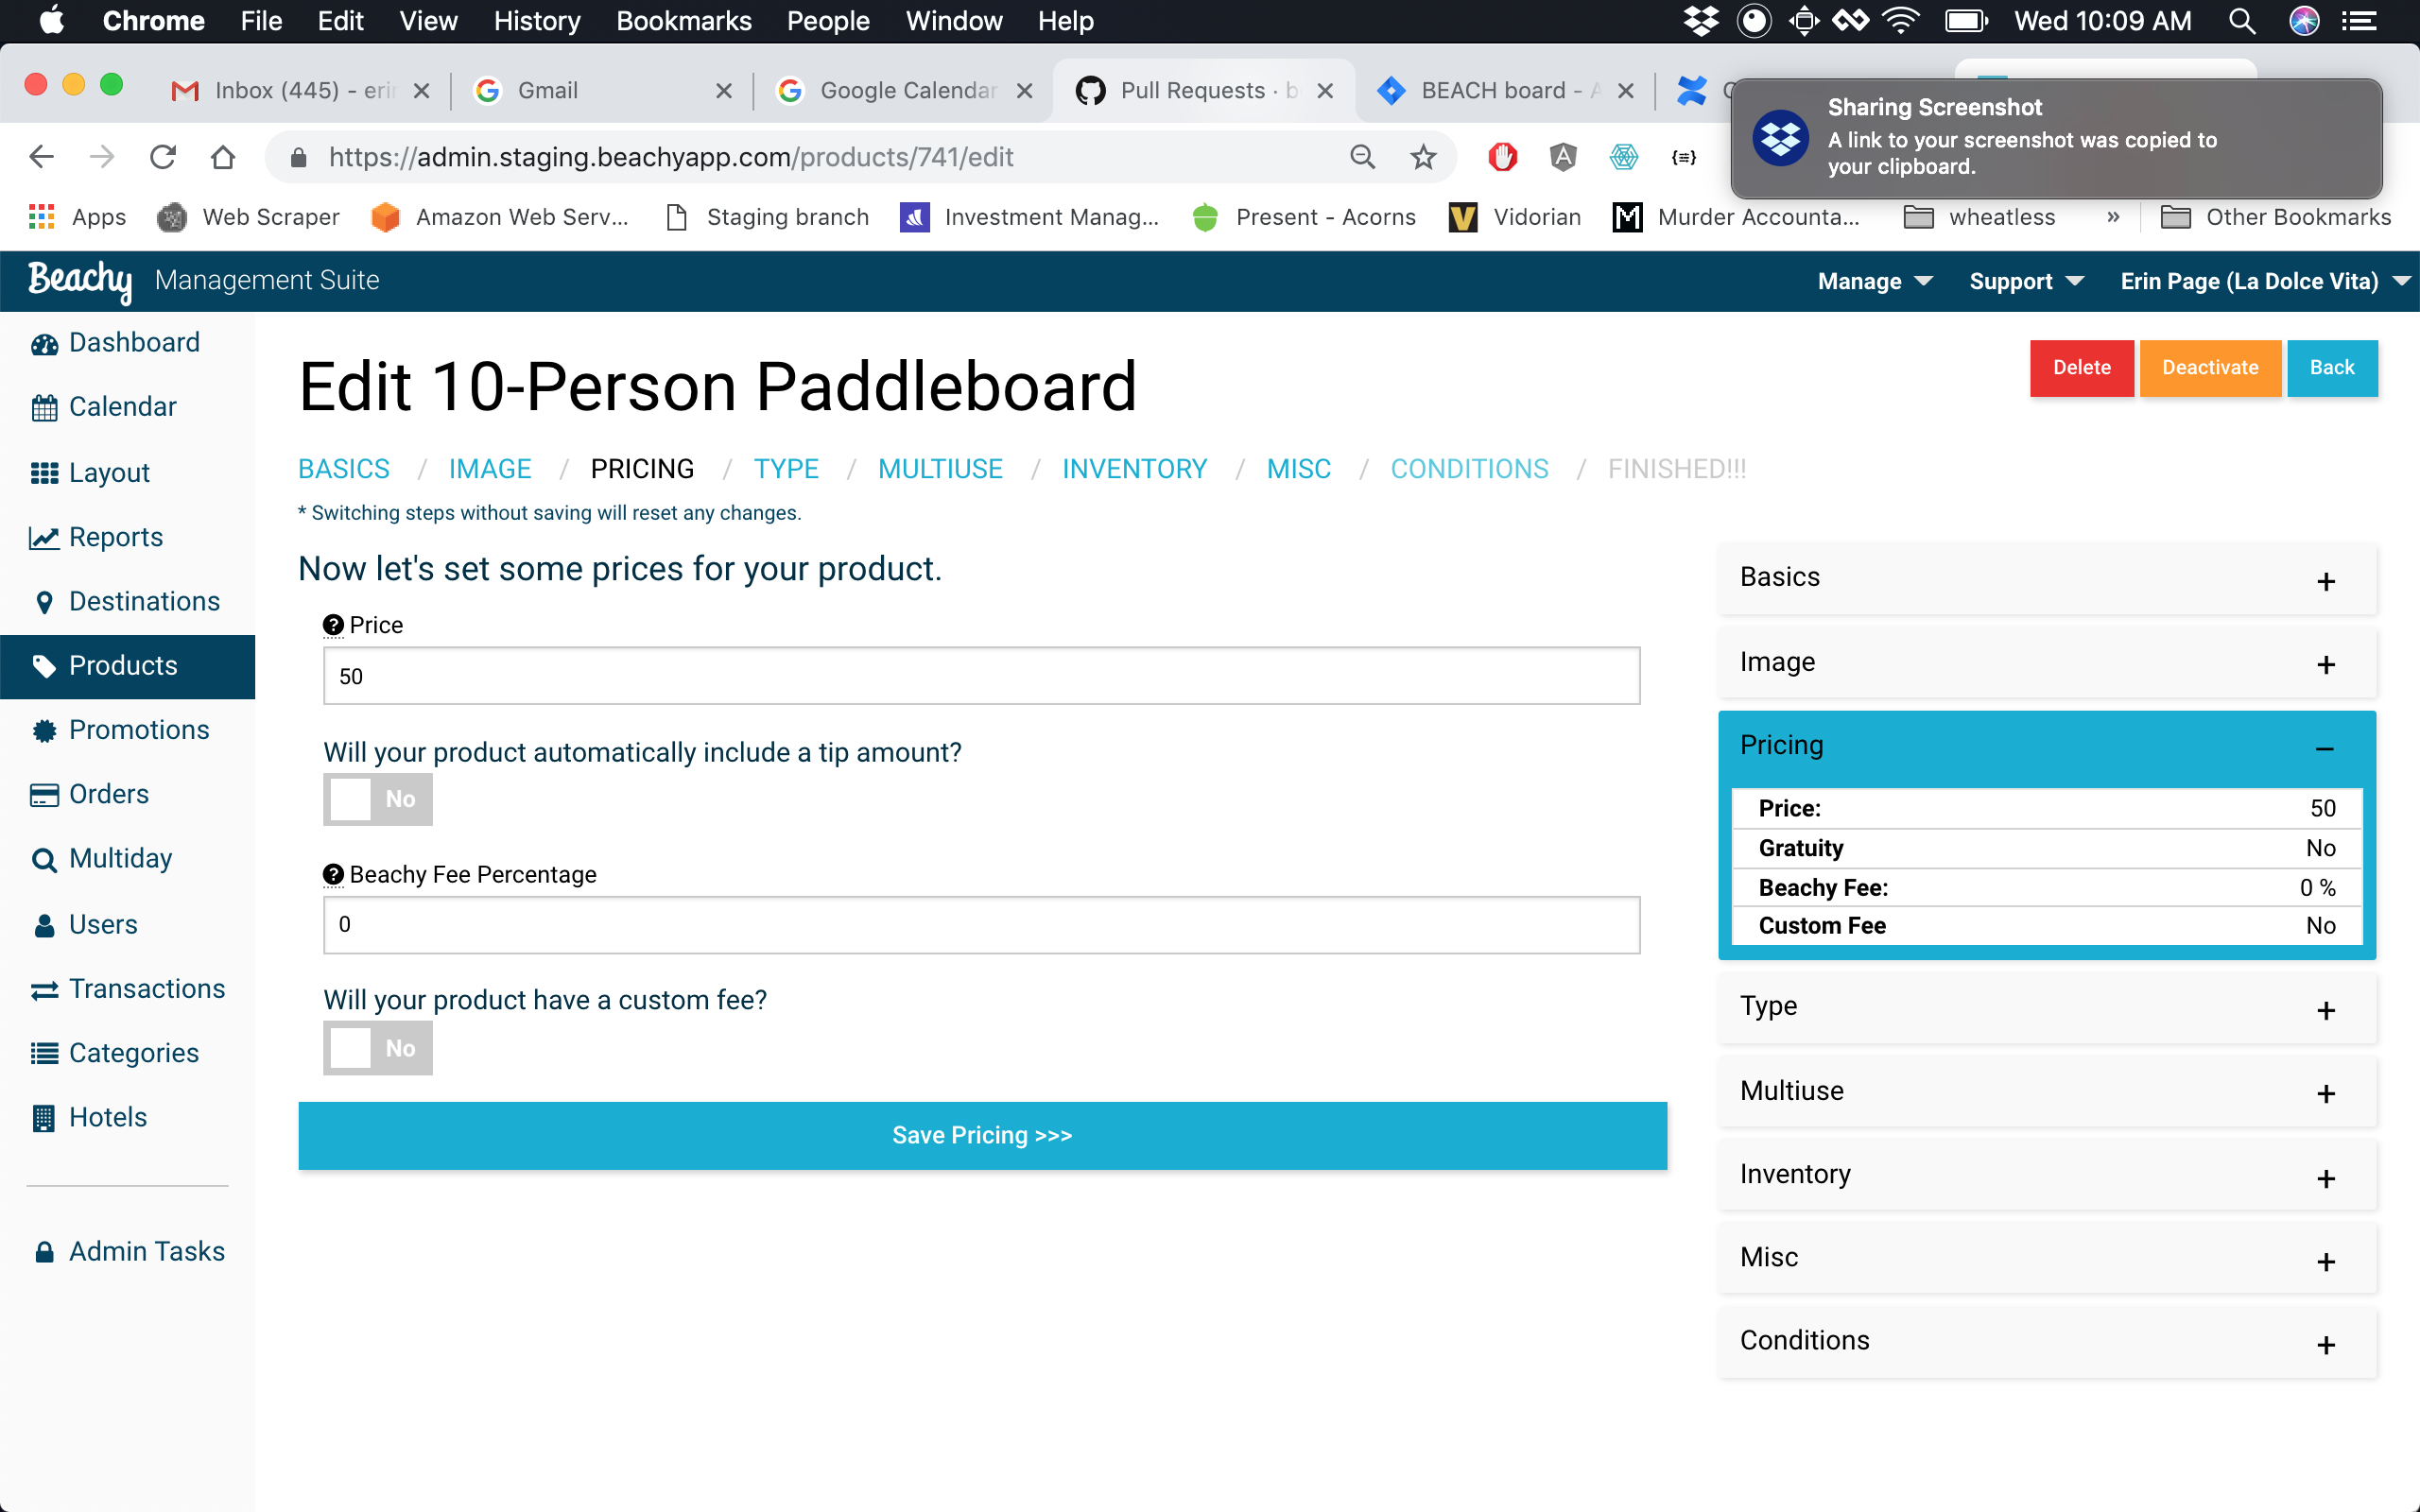 Chrome File Edit View History Bookmarks People Window Help Wed 10:09 AM
Inbox (445) - erin Gmail Google Calendar Pull Requests · b BEACH board - A
Sharing Screenshot
A link to your screenshot was copied to
your clipboard.
https://admin.staging.beachyapp.com/products/741/edit
Apps Web Scraper Amazon Web Serv... Staging branch Investment Manag... Present - Acorns Vidorian Murder Accounta... wheatless » Other Bookmarks
Beachy Management Suite Manage Support Erin Page (La Dolce Vita)
Dashboard
Calendar
Layout
Reports
Destinations
Products
Promotions
Orders
Multiday
Users
Transactions
Categories
Hotels
Admin Tasks
Edit 10-Person Paddleboard
Delete Deactivate Back
BASICS / IMAGE / PRICING / TYPE / MULTIUSE / INVENTORY / MISC / CONDITIONS / FINISHED!!!
* Switching steps without saving will reset any changes.
Now let's set some prices for your product.
? Price
50
Will your product automatically include a tip amount?
No
? Beachy Fee Percentage
0
Will your product have a custom fee?
No
Save Pricing >>>
Basics +
Image +
Pricing −
Price: 50
Gratuity No
Beachy Fee: 0 %
Custom Fee No
Type +
Multiuse +
Inventory +
Misc +
Conditions +